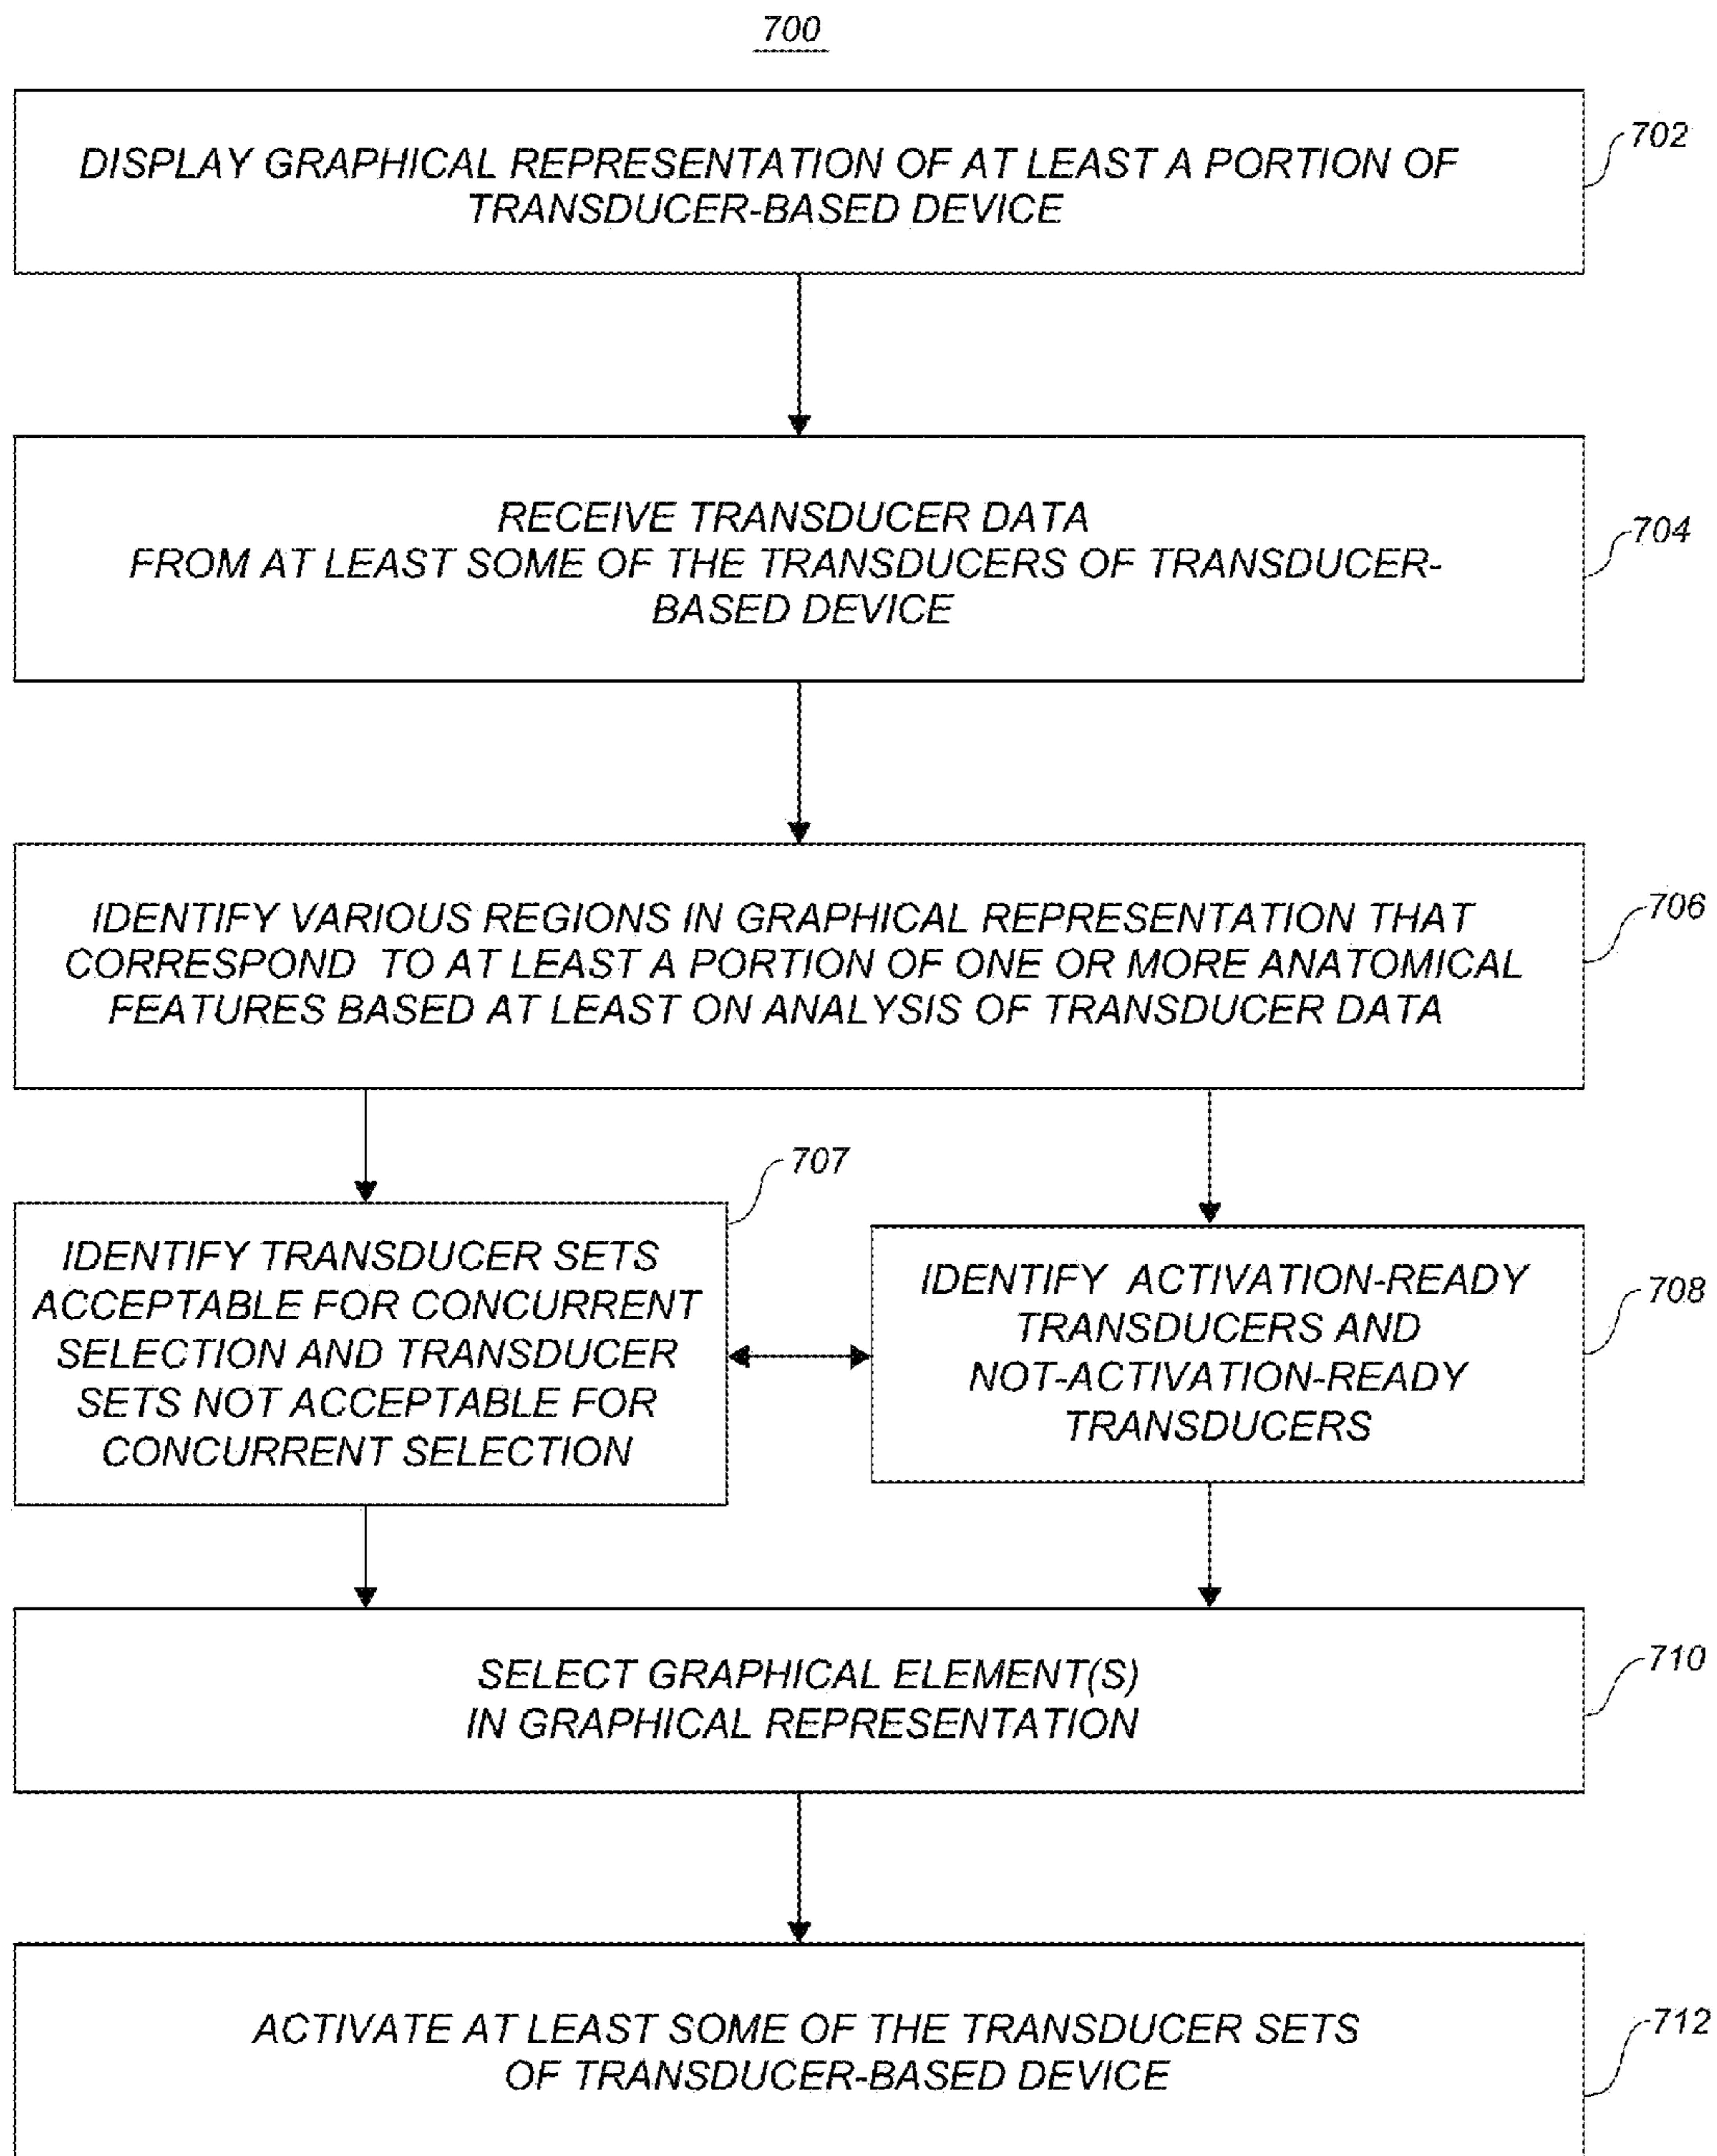 700
DISPLAY GRAPHICAL REPRESENTATION OF AT LEAST A PORTION OF
TRANSDUCER-BASED DEVICE
702
RECEIVE TRANSDUCER DATA
FROM AT LEAST SOME OF THE TRANSDUCERS OF TRANSDUCER-
BASED DEVICE
704
IDENTIFY VARIOUS REGIONS IN GRAPHICAL REPRESENTATION THAT
CORRESPOND TO AT LEAST A PORTION OF ONE OR MORE ANATOMICAL
FEATURES BASED AT LEAST ON ANALYSIS OF TRANSDUCER DATA
706
707
IDENTIFY TRANSDUCER SETS
ACCEPTABLE FOR CONCURRENT
SELECTION AND TRANSDUCER
SETS NOT ACCEPTABLE FOR
CONCURRENT SELECTION
IDENTIFY ACTIVATION-READY
TRANSDUCERS AND
NOT-ACTIVATION-READY
TRANSDUCERS
708
SELECT GRAPHICAL ELEMENT(S)
IN GRAPHICAL REPRESENTATION
710
ACTIVATE AT LEAST SOME OF THE TRANSDUCER SETS
OF TRANSDUCER-BASED DEVICE
712